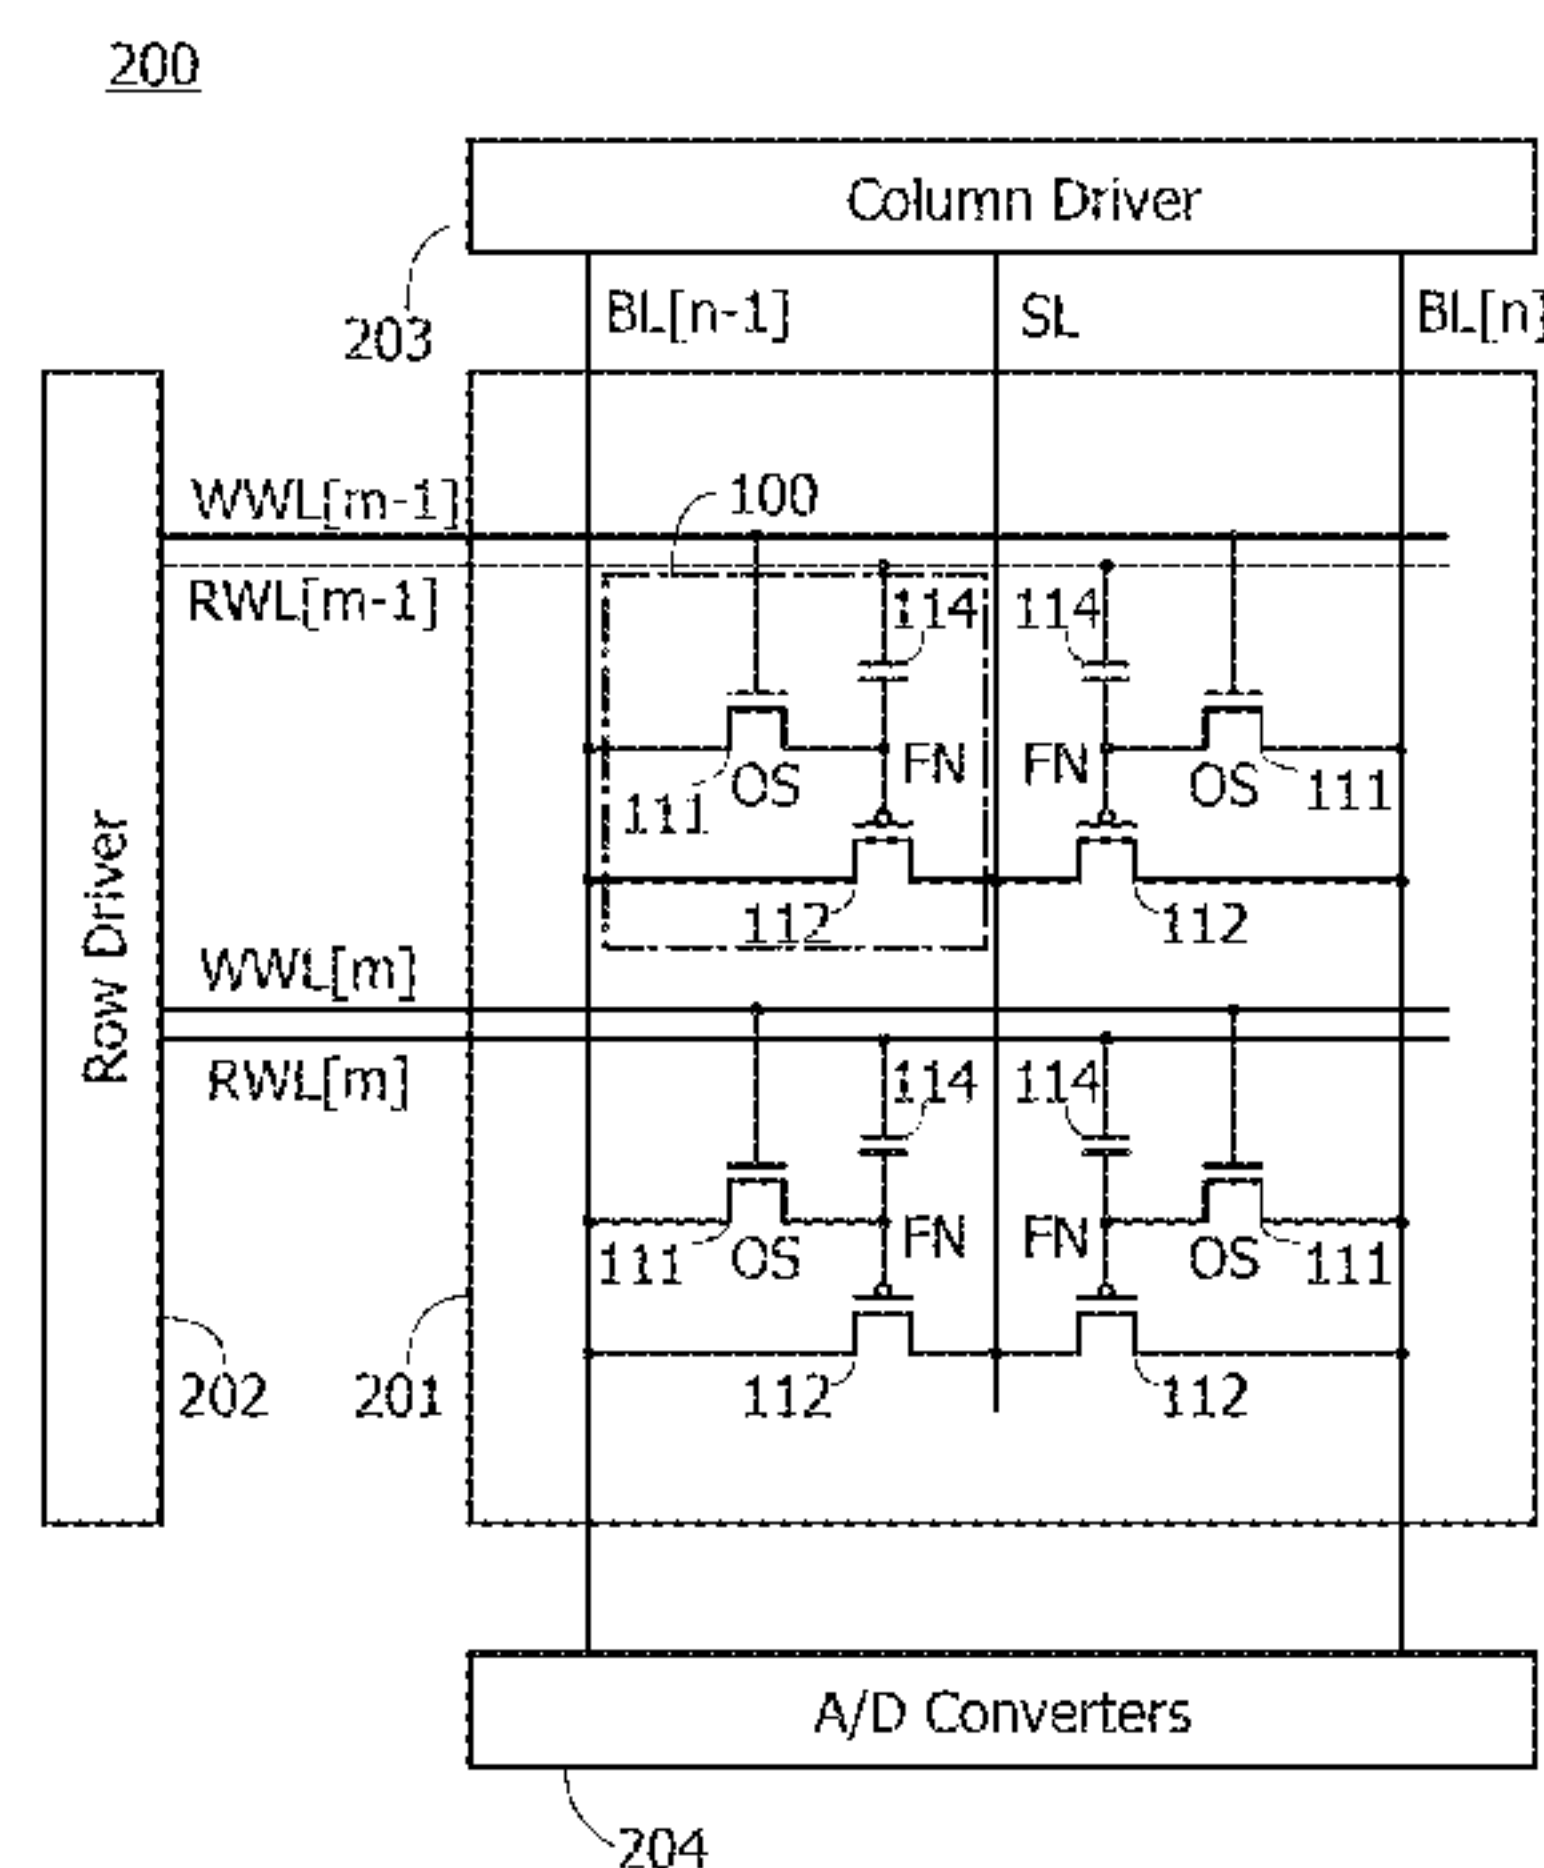 200
Column Driver
203
BL[n-1]
SL
BL[n]
WWL[m-1]
100
RWL[m-1]
114
114
FN
FN
111
OS
OS
111
112
112
Row Driver
WWL[m]
RWL[m]
114
114
FN
FN
111
OS
OS
111
202
201
112
112
A/D Converters
204